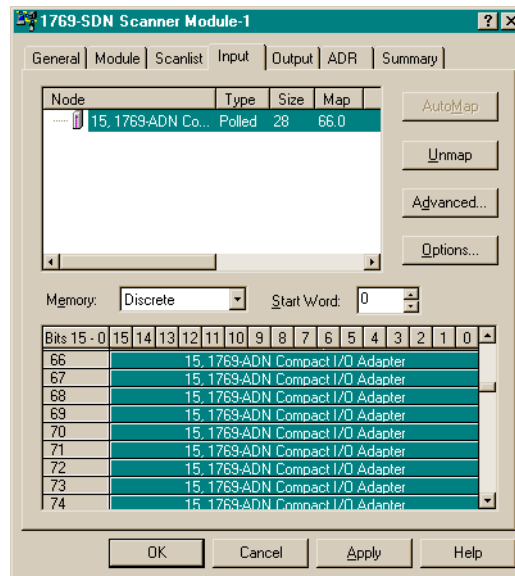 1769-SDN Scanner Module-1
General Module Scanlist Input Output ADR Summary
Node Type Size Map
15, 1769-ADN Co... Polled 28 66.0
AutoMap
Unmap
Advanced...
Options...
Memory: Discrete Start Word: 0
Bits 15 - 0 15 14 13 12 11 10 9 8 7 6 5 4 3 2 1 0
66 15, 1769-ADN Compact I/O Adapter
67 15, 1769-ADN Compact I/O Adapter
68 15, 1769-ADN Compact I/O Adapter
69 15, 1769-ADN Compact I/O Adapter
70 15, 1769-ADN Compact I/O Adapter
71 15, 1769-ADN Compact I/O Adapter
72 15, 1769-ADN Compact I/O Adapter
73 15, 1769-ADN Compact I/O Adapter
74 15, 1769-ADN Compact I/O Adapter
OK Cancel Apply Help